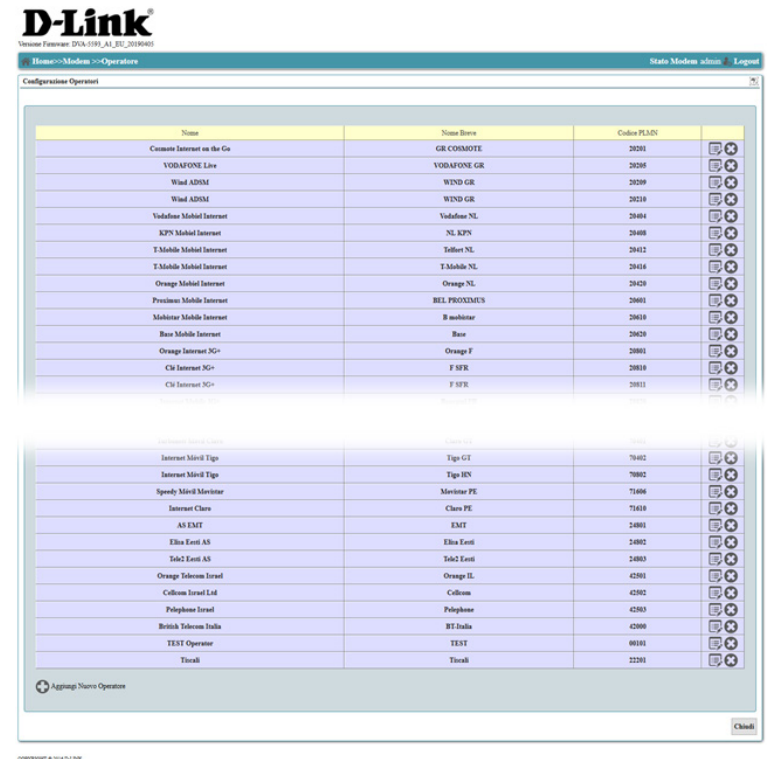 D-Link®
Versione Firmware: DVA-5593_A1_EU_20190405
Home>>Modem >>Operatore Stato Modem admin Logout
Configurazione Operatori
Nome Nome Breve Codice PLMN
Cosmote Internet on the Go GR COSMOTE 20201
VODAFONE Live VODAFONE GR 20205
Wind ADSM WIND GR 20209
Wind ADSM WIND GR 20210
Vodafone Mobiel Internet Vodafone NL 20404
KPN Mobiel Internet NL KPN 20408
T-Mobile Mobiel Internet Telfort NL 20412
T-Mobile Mobiel Internet T-Mobile NL 20416
Orange Mobiel Internet Orange NL 20420
Proximus Mobile Internet BEL PROXIMUS 20601
Mobistar Mobile Internet B mobistar 20610
Base Mobile Internet Base 20620
Orange Internet 3G+ Orange F 20801
Clé Internet 3G+ F SFR 20810
Clé Internet 3G+ F SFR 20811
Internet Móvil Tigo Tigo GT 70402
Internet Móvil Tigo Tigo HN 70802
Speedy Móvil Movistar Movistar PE 71606
Internet Claro Claro PE 71610
AS EMT EMT 24801
Elisa Eesti AS Elisa Eesti 24802
Tele2 Eesti AS Tele2 Eesti 24803
Orange Telecom Israel Orange IL 42501
Cellcom Israel Ltd Cellcom 42502
Pelephone Israel Pelephone 42503
British Telecom Italia BT-Italia 42000
TEST Operator TEST 00101
Tiscali Tiscali 22201
Aggiungi Nuovo Operatore
Chiudi